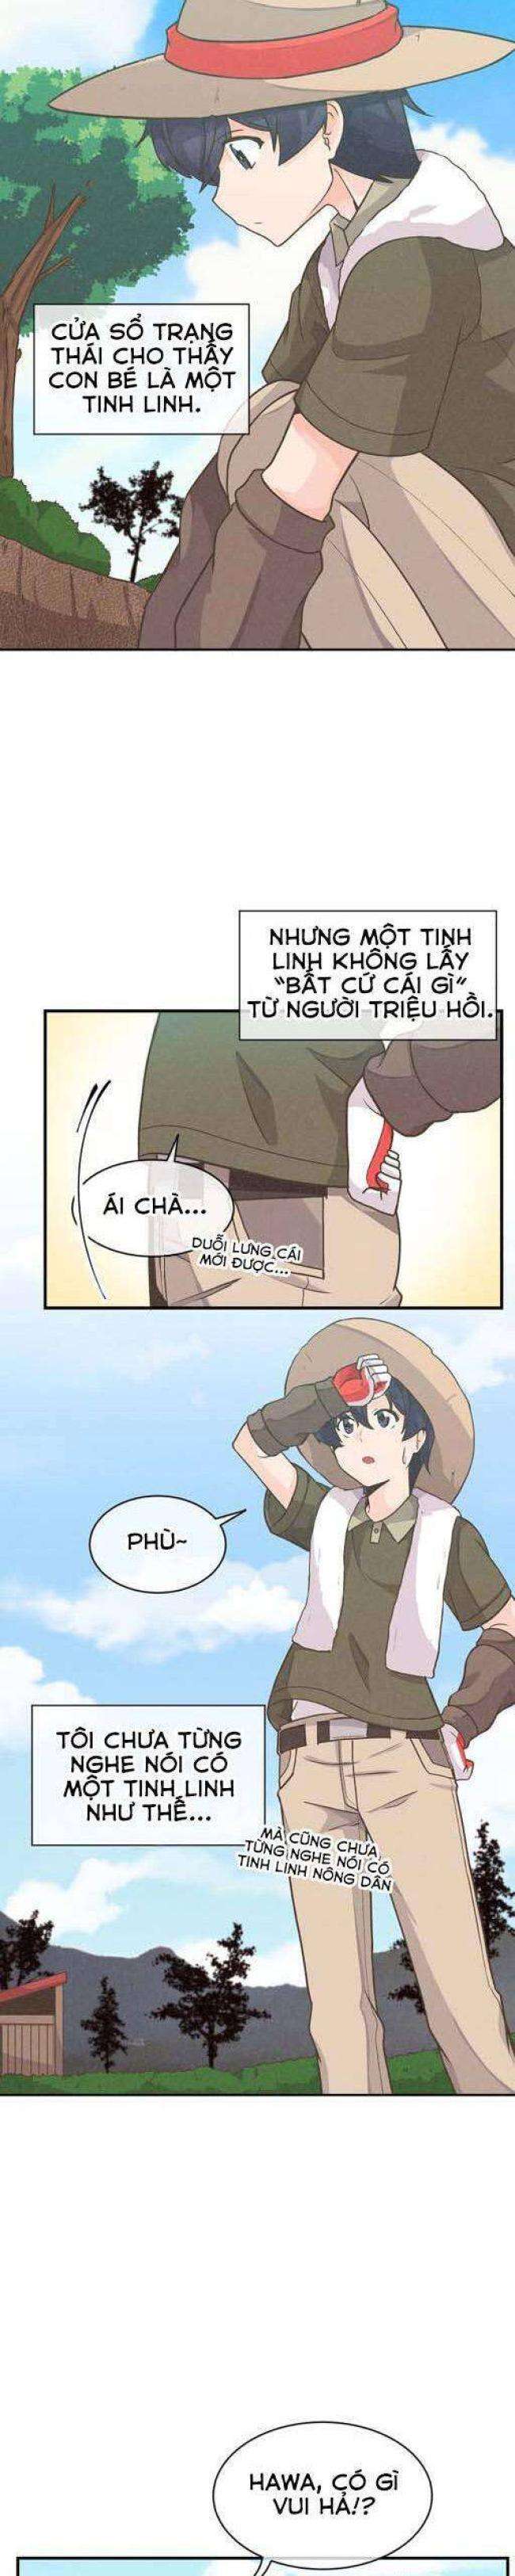 CỬA SỔ TRẠNG
THÁI CHO THẤY
CON BÉ LÀ MỘT
TINH LINH.
NHƯNG MỘT TINH
LINH KHÔNG LẤY
"BẤT CỨ CÁI GÌ"
TỪ NGƯỜI TRIỆU HỒI.
ÁI CHÀ...
DUỖI LƯNG CÁI
MỚI ĐƯỢC...
PHÙ~
TÔI CHƯA TỪNG
NGHE NÓI CÓ
MỘT TINH LINH
NHƯ THẾ...
MÀ CŨNG CHƯA
TỪNG NGHE NÓI CÓ
TINH LINH NÔNG DÂN
HAWA, CÓ GÌ
VUI HẢ!?